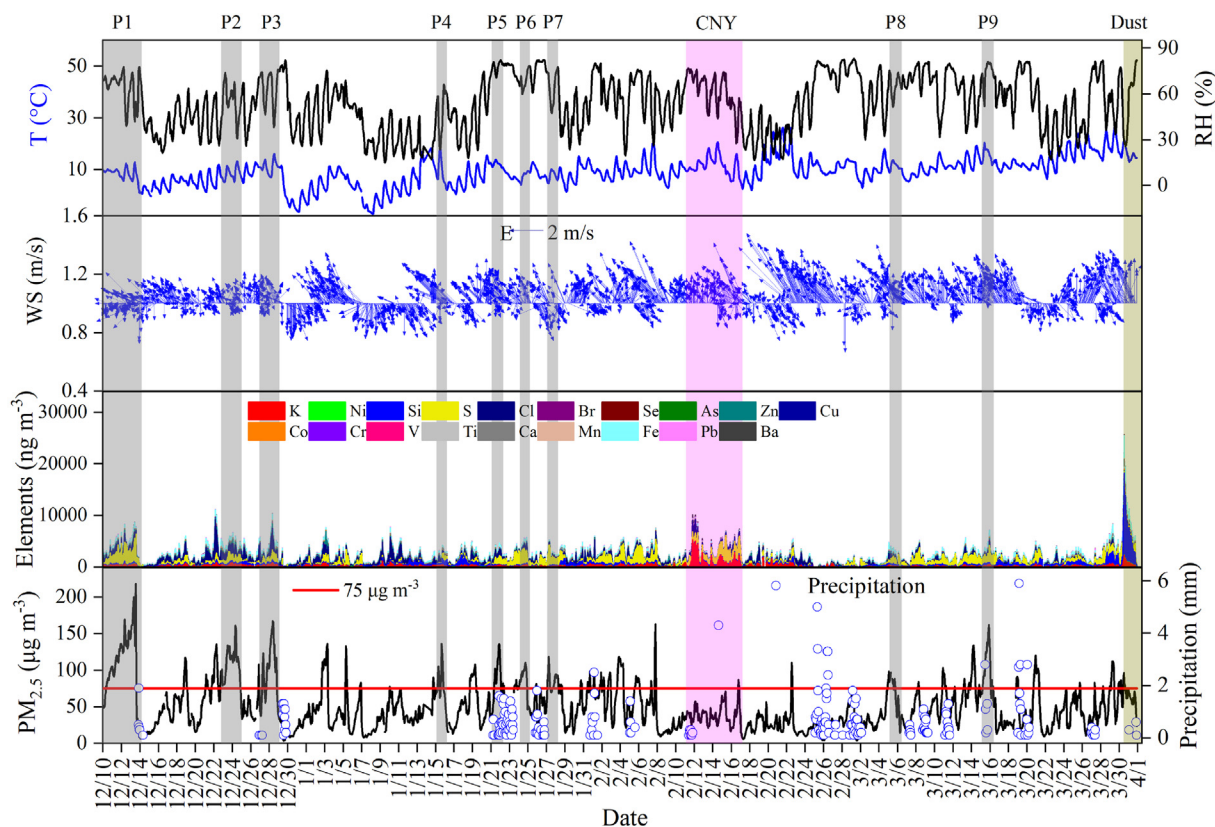 P1 P2 P3 P4 P5 P6 P7 CNY P8 P9 Dust
T (°C)
50
30
10
RH (%)
90
60
30
0
WS (m/s)
1.6
1.2
0.8
0.4
E 2 m/s
Elements (ng m⁻³)
30000
20000
10000
0
K Ni Si S Cl Br Se As Zn Cu
Co Cr V Ti Ca Mn Fe Pb Ba
PM₂.₅ (μg m⁻³)
200
150
100
50
0
75 μg m⁻³
Precipitation
Precipitation (mm)
6
4
2
0
12/10 12/12 12/14 12/16 12/18 12/20 12/22 12/24 12/26 12/28 12/30 1/1 1/3 1/5 1/7 1/9 1/11 1/13 1/15 1/17 1/19 1/21 1/23 1/25 1/27 1/29 1/31 2/2 2/4 2/6 2/8 2/10 2/12 2/14 2/16 2/18 2/20 2/22 2/24 2/26 2/28 3/2 3/4 3/6 3/8 3/10 3/12 3/14 3/16 3/18 3/20 3/22 3/24 3/26 3/28 3/30 4/1
Date